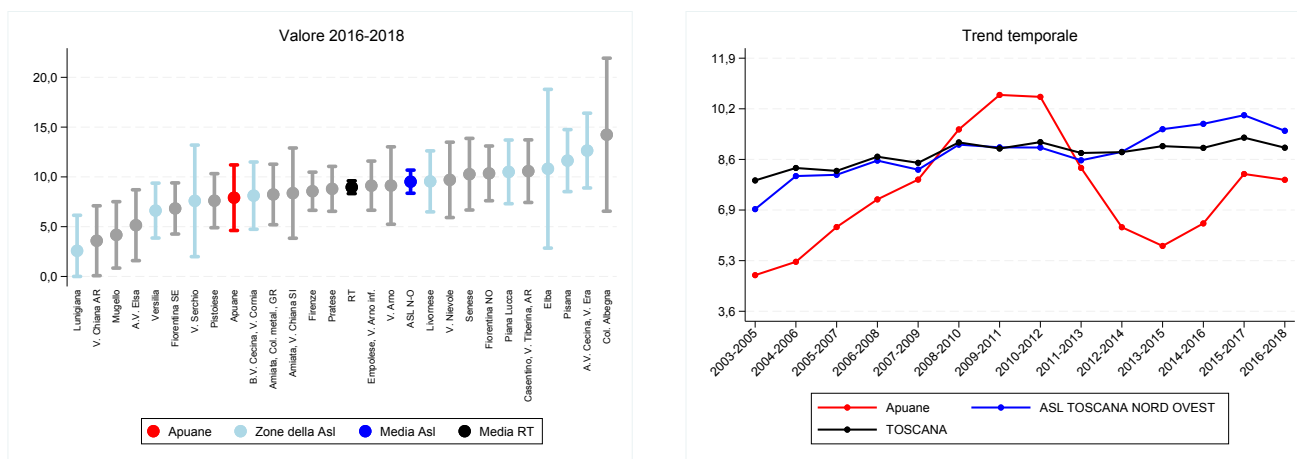 Valore 2016-2018
20,0
15,0
10,0
5,0
0,0
Lunigiana
V. Chiana AR
Mugello
A.V. Elsa
Versilia
Fiorentina SE
V. Serchio
Pistoiese
Apuane
B.V. Cecina, V. Cornia
Amiata, Col. metal., GR
Amiata, V. Chiana SI
Firenze
Pratese
RT
Empolese, V. Arno inf.
V. Arno
ASL N-O
Livornese
V. Nievole
Senese
Fiorentina NO
Piana Lucca
Casentino, V. Tiberina, AR
Elba
Pisana
A.V. Cecina, V. Era
Col. Albegna
Apuane Zone della Asl Media Asl Media RT
Trend temporale
11,9
10,2
8,6
6,9
5,3
3,6
2003-2005
2004-2006
2005-2007
2006-2008
2007-2009
2008-2010
2009-2011
2010-2012
2011-2013
2012-2014
2013-2015
2014-2016
2015-2017
2016-2018
Apuane ASL TOSCANA NORD OVEST
TOSCANA